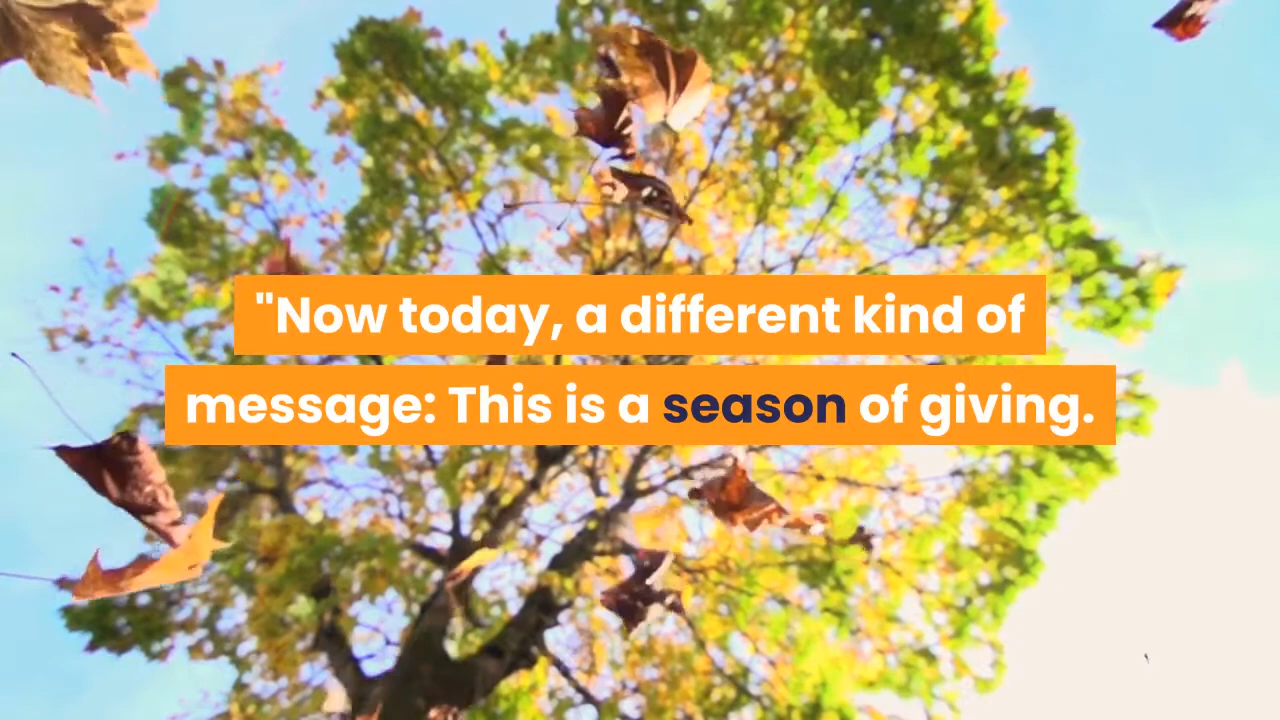 "Now today, a different kind of
message: This is a season of giving.